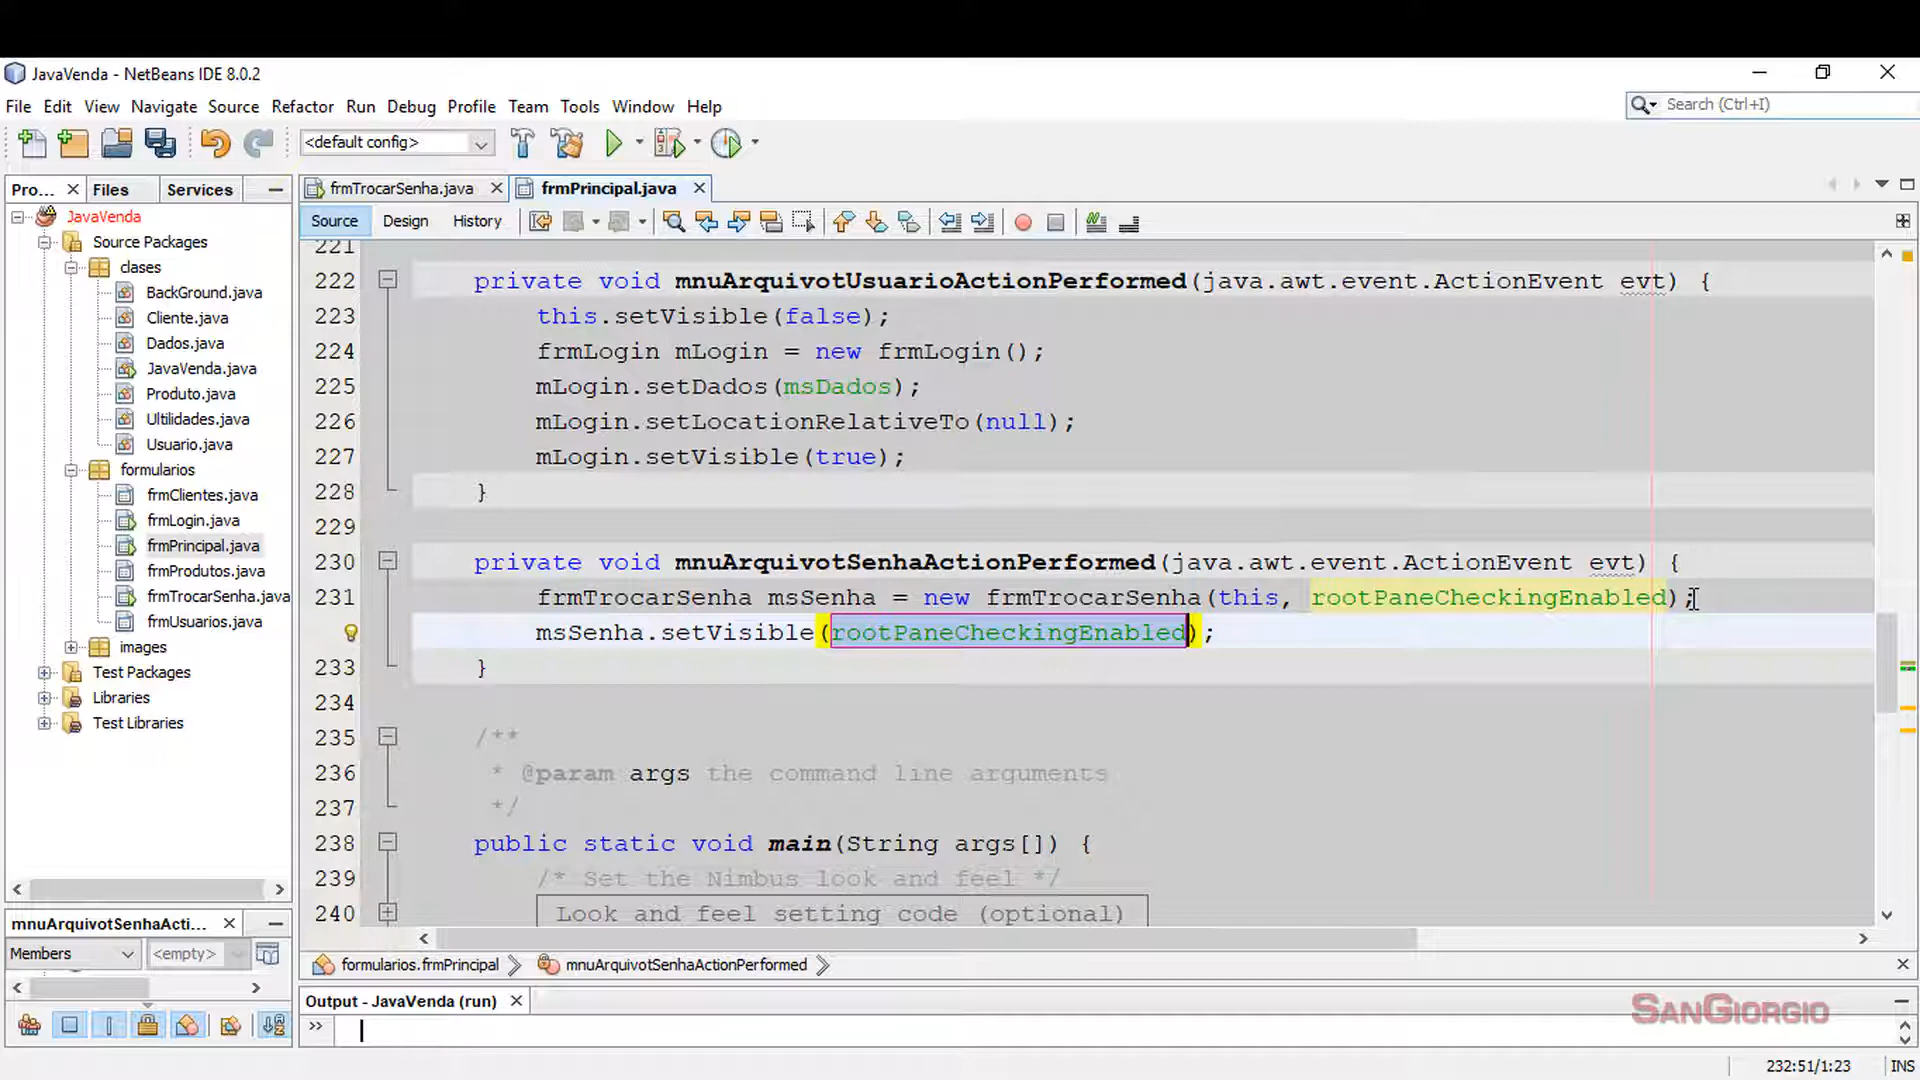 JavaVenda - NetBeans IDE 8.0.2
File Edit View Navigate Source Refactor Run Debug Profile Team Tools Window Help
Search (Ctrl+I)
<default config>
Pro... Files Services
frmTrocarSenha.java frmPrincipal.java
Source Design History
JavaVenda
Source Packages
clases
BackGround.java
Cliente.java
Dados.java
JavaVenda.java
Produto.java
Ultilidades.java
Usuario.java
formularios
frmClientes.java
frmLogin.java
frmPrincipal.java
frmProdutos.java
frmTrocarSenha.java
frmUsuarios.java
images
Test Packages
Libraries
Test Libraries
221
222 private void mnuArquivotUsuarioActionPerformed(java.awt.event.ActionEvent evt) {
223 this.setVisible(false);
224 frmLogin mLogin = new frmLogin();
225 mLogin.setDados(msDados);
226 mLogin.setLocationRelativeTo(null);
227 mLogin.setVisible(true);
228 }
229
230 private void mnuArquivotSenhaActionPerformed(java.awt.event.ActionEvent evt) {
231 frmTrocarSenha msSenha = new frmTrocarSenha(this, rootPaneCheckingEnabled);
msSenha.setVisible(rootPaneCheckingEnabled);
233 }
234
235 /**
236 * @param args the command line arguments
237 */
238 public static void main(String args[]) {
239 /* Set the Nimbus look and feel */
240 Look and feel setting code (optional)
mnuArquivotSenhaActi...
Members <empty>
formularios.frmPrincipal mnuArquivotSenhaActionPerformed
Output - JavaVenda (run)
SANGIORGIO
232:51/1:23 INS